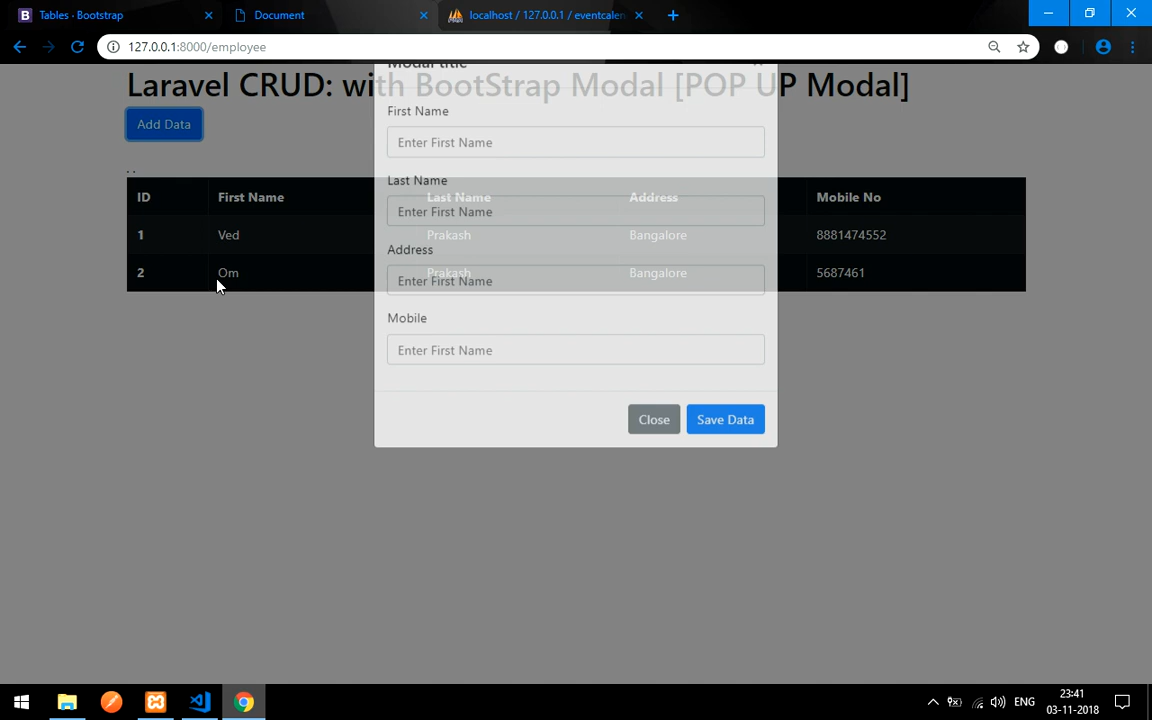 Tables · Bootstrap
Document
localhost / 127.0.0.1 / eventcalen
127.0.0.1:8000/employee
Modal title
Laravel CRUD: with BootStrap Modal [POP UP Modal]
Add Data
First Name
Enter First Name
..
Last Name
Enter First Name
Address
Enter First Name
Mobile
Enter First Name
Close Save Data
ID First Name Last Name Address Mobile No
1 Ved Prakash Bangalore 8881474552
2 Om Prakash Bangalore 5687461
ENG
23:41
03-11-2018